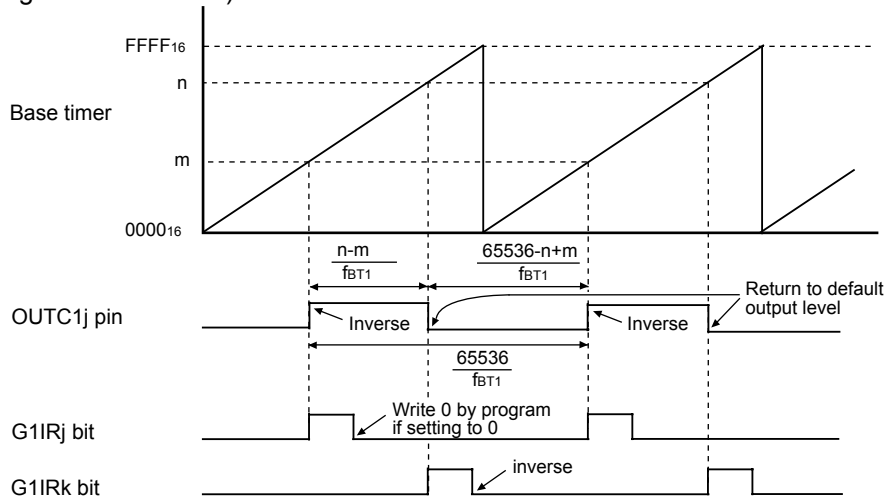 FFFF16
n
Base timer
m
000016
n-m
fBT1
65536-n+m
fBT1
Return to default
output level
OUTC1j pin
Inverse
Inverse
65536
fBT1
Write 0 by program
if setting to 0
G1IRj bit
inverse
G1IRk bit